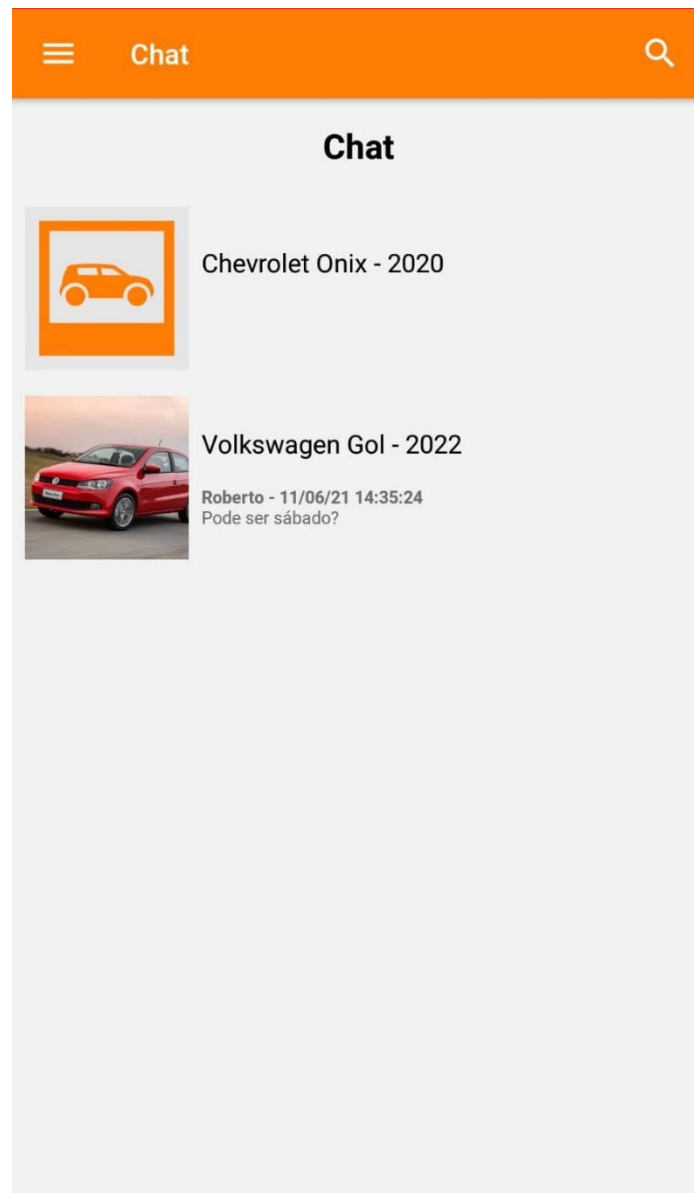 Chat
Chat
Chevrolet Onix - 2020
Volkswagen Gol - 2022
Roberto - 11/06/21 14:35:24
Pode ser sábado?